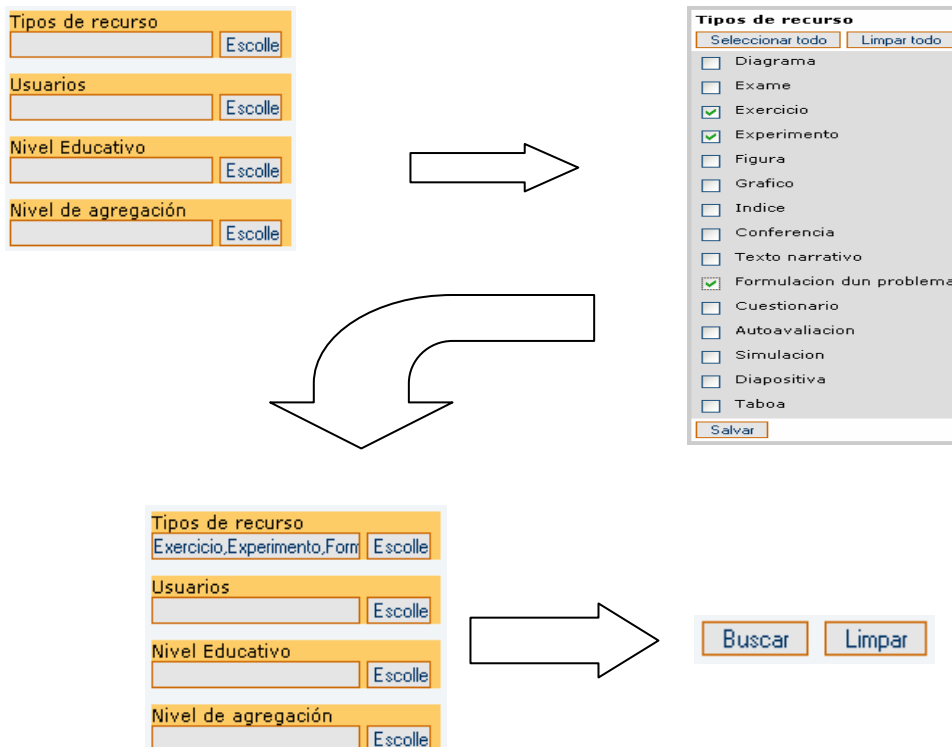 Tipos de recurso
Escolle
Usuarios
Escolle
Nivel Educativo
Escolle
Nivel de agregación
Escolle
Tipos de recurso
Seleccionar todo Limpar todo
Diagrama
Exame
Exercicio
Experimento
Figura
Grafico
Indice
Conferencia
Texto narrativo
Formulacion dun problema
Cuestionario
Autoavaliacion
Simulacion
Diapositiva
Taboa
Salvar
Tipos de recurso
Exercicio,Experimento,Form Escolle
Usuarios
Escolle
Nivel Educativo
Escolle
Nivel de agregación
Escolle
Buscar Limpar